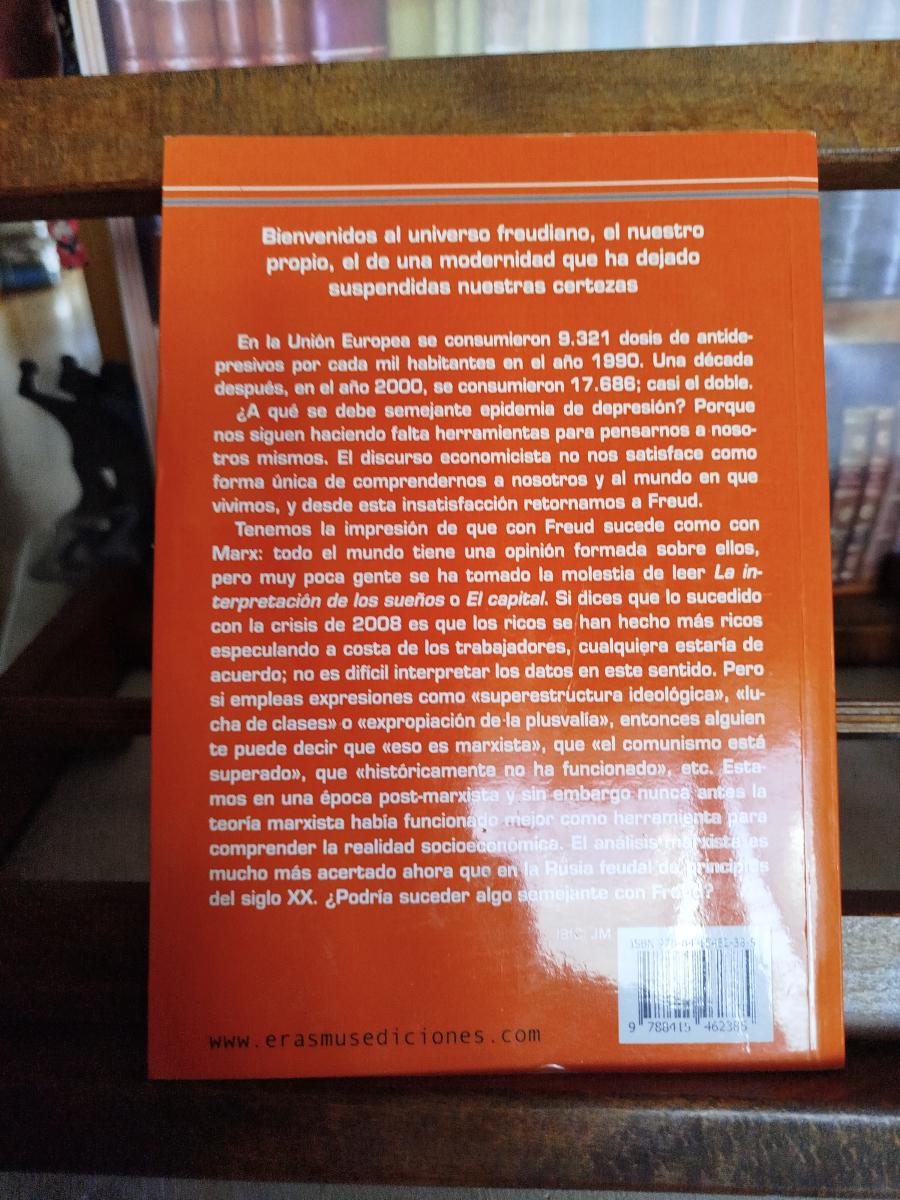 Bienvenidos al universo freudiano, el nuestro
propio, el de una modernidad que ha dejado
suspendidas nuestras certezas
En la Unión Europea se consumieron 9.321 dosis de antide-
presivos por cada mil habitantes en el año 1990. Una década
después, en el año 2000, se consumieron 17.686; casi el doble.
¿A qué se debe semejante epidemia de depresión? Porque
nos siguen haciendo falta herramientas para pensarnos a noso-
tros mismos. El discurso economicista no nos satisface como
forma única de comprendernos a nosotros y al mundo en que
vivimos, y desde esta insatisfacción retornamos a Freud.
Tenemos la impresión de que con Freud sucede como con
Marx: todo el mundo tiene una opinión formada sobre ellos,
pero muy poca gente se ha tomado la molestia de leer La in-
terpretación de los sueños o El capital. Si dices que lo sucedido
con la crisis de 2008 es que los ricos se han hecho más ricos
especulando a costa de los trabajadores, cualquiera estaría de
acuerdo; no es difícil interpretar los datos en este sentido. Pero
si empleas expresiones como «superestructura ideológica», «lu-
cha de clases» o «expropiación de la plusvalía», entonces alguien
te puede decir que «eso es marxista», que «el comunismo está
superado», que «históricamente no ha funcionado», etc. Esta-
mos en una época post-marxista y sin embargo nunca antes la
teoría marxista había funcionado mejor como herramienta para
comprender la realidad socioeconómica. El análisis marxista es
mucho más acertado ahora que en la Rusia feudal de principios
del siglo XX. ¿Podría suceder algo semejante con Freud?
IBIC: JM
ISBN 978-84-15462-38-5
9 788415 462385
www.erasmusediciones.com